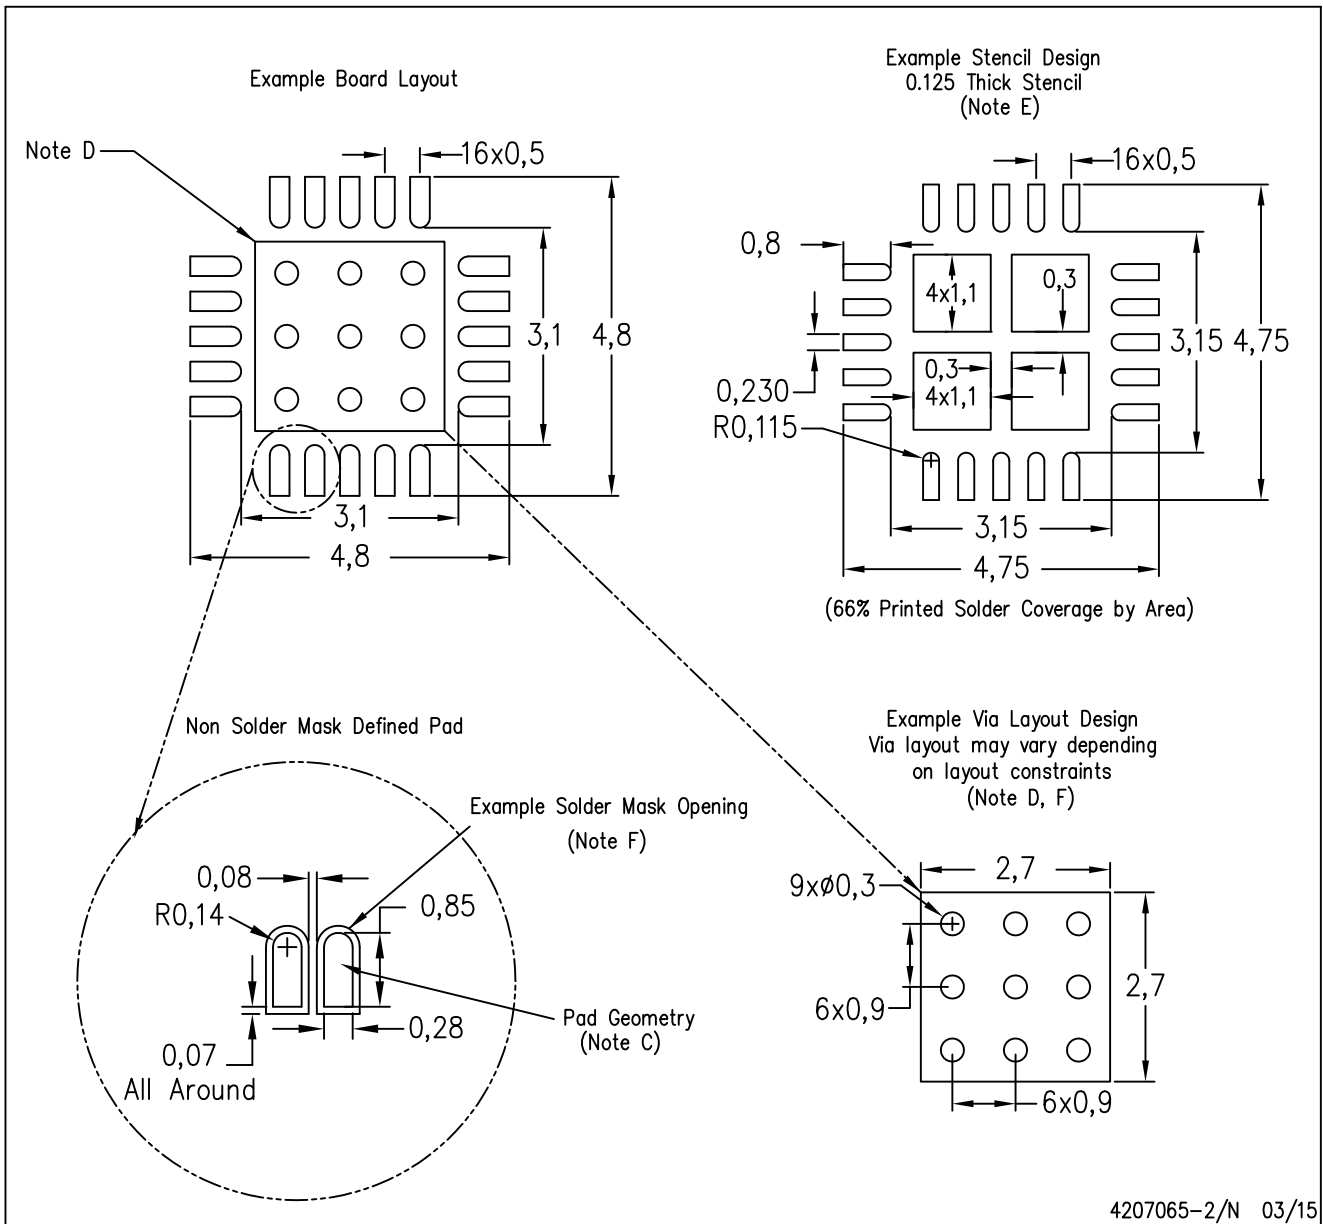 Example Board Layout
Note D
16x0,5
3,1
4,8
3,1
4,8
Example Stencil Design
0.125 Thick Stencil
(Note E)
16x0,5
0,8
4x1,1
0,3
0,3
4x1,1
0,230
R0,115
3,15
4,75
3,15
4,75
(66% Printed Solder Coverage by Area)
Non Solder Mask Defined Pad
Example Solder Mask Opening
(Note F)
0,08
R0,14
0,85
0,28
Pad Geometry
(Note C)
0,07
All Around
Example Via Layout Design
Via layout may vary depending
on layout constraints
(Note D, F)
2,7
9xø0,3
6x0,9
2,7
6x0,9
4207065-2/N 03/15